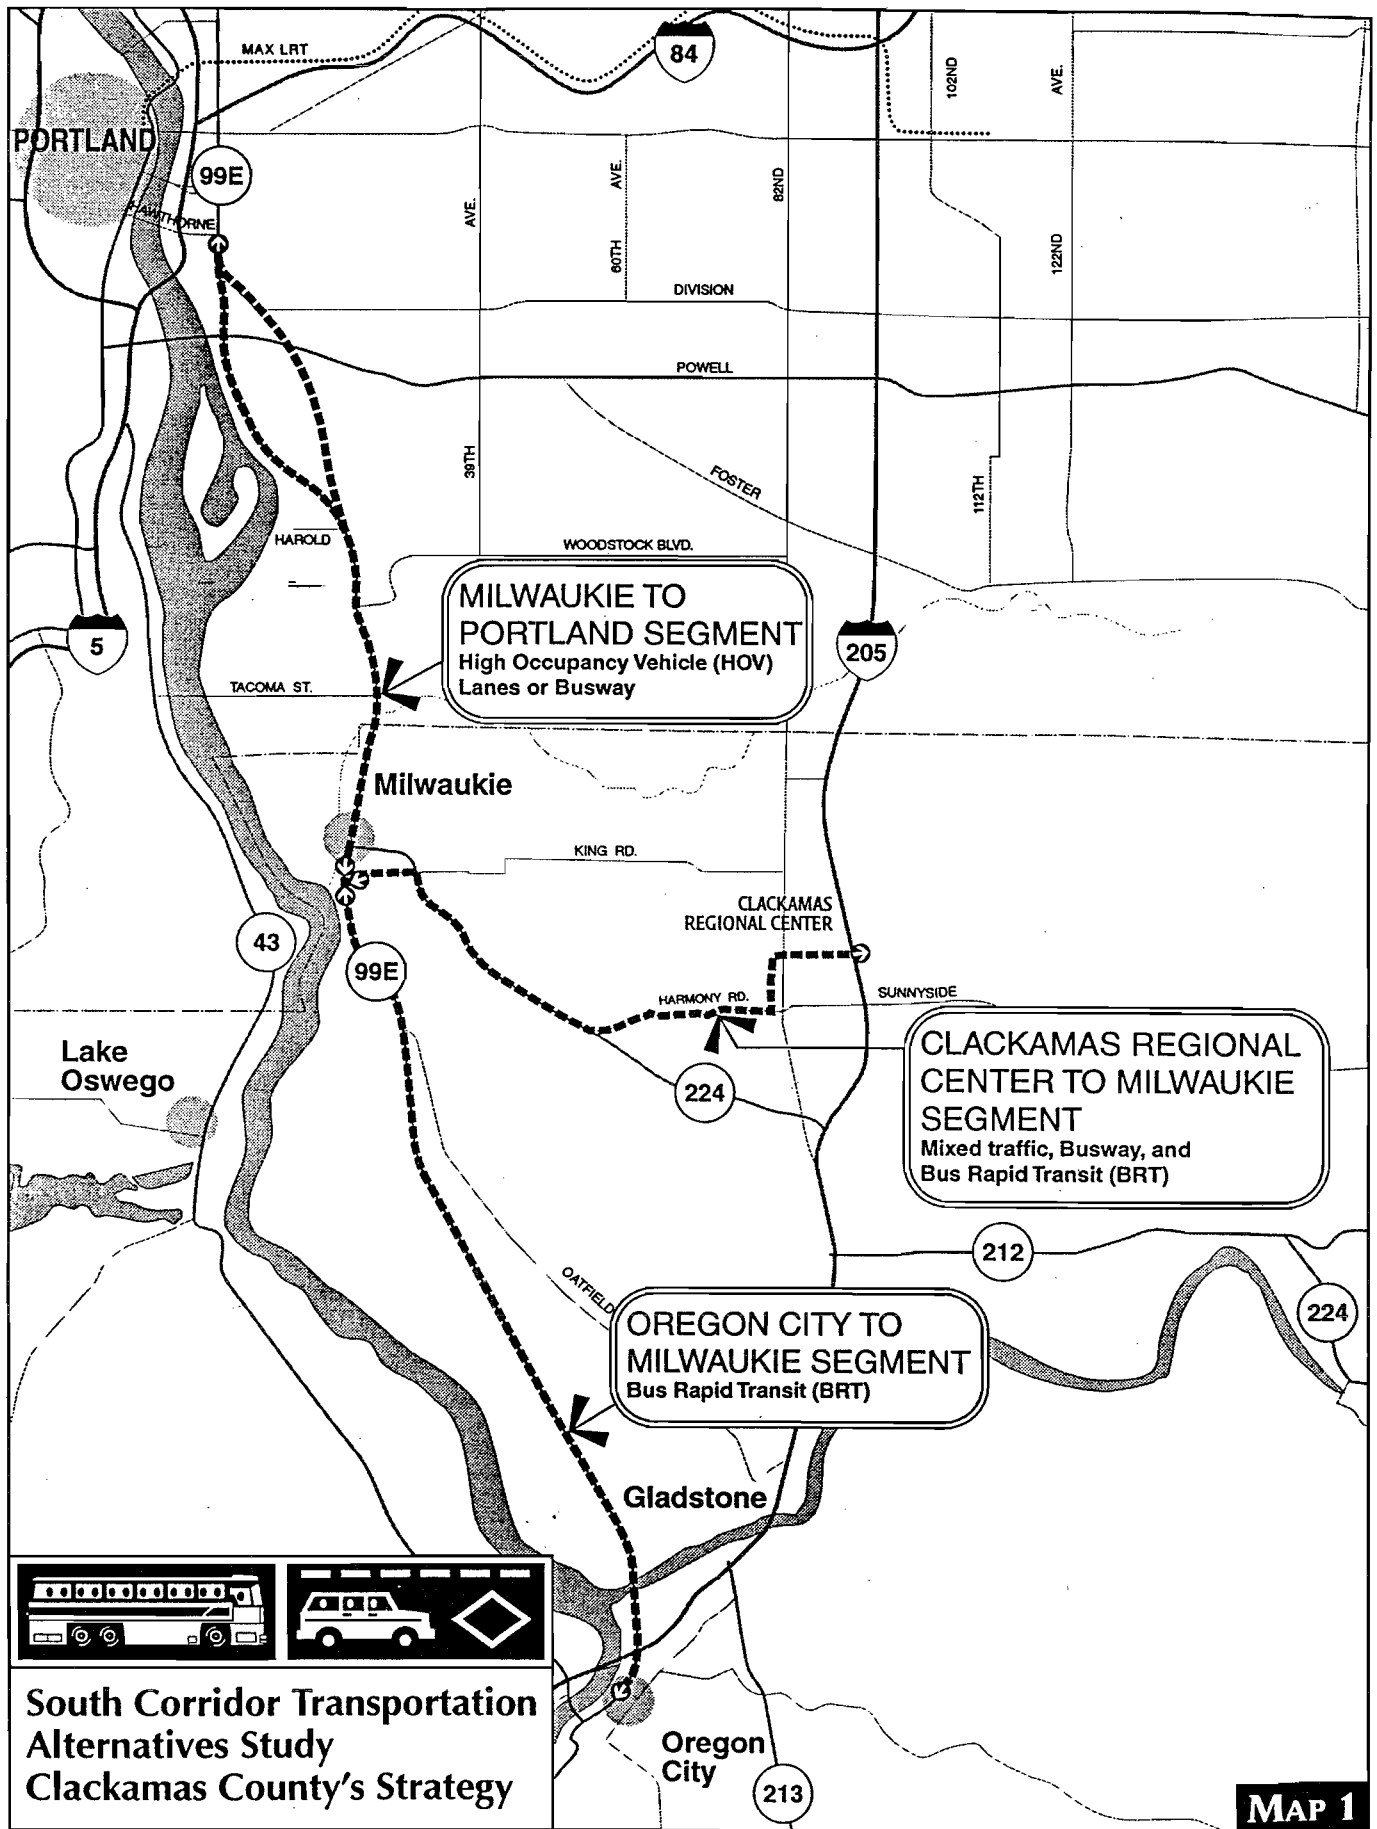 MAX LRT
84
102ND
AVE.
PORTLAND
99E
AVE.
82ND
HAWTHORNE
AVE.
60TH
122ND
DIVISION
POWELL
39TH
FOSTER
112TH
HAROLD
WOODSTOCK BLVD.
MILWAUKIE TO
PORTLAND SEGMENT
High Occupancy Vehicle (HOV)
Lanes or Busway
5
205
TACOMA ST.
Milwaukie
KING RD.
CLACKAMAS
REGIONAL CENTER
43
99E
HARMONY RD.
SUNNYSIDE
Lake
Oswego
CLACKAMAS REGIONAL
CENTER TO MILWAUKIE
SEGMENT
Mixed traffic, Busway, and
Bus Rapid Transit (BRT)
224
212
OATFIELD
224
OREGON CITY TO
MILWAUKIE SEGMENT
Bus Rapid Transit (BRT)
Gladstone
South Corridor Transportation
Alternatives Study
Clackamas County's Strategy
Oregon
City
213
MAP 1